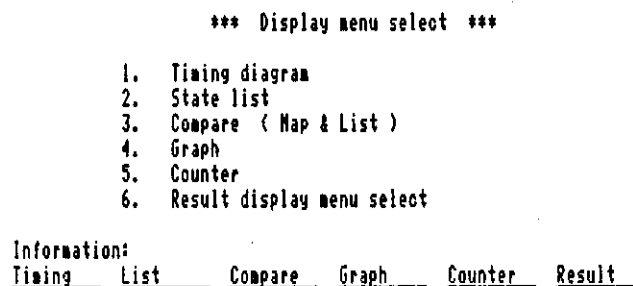 *** Display menu select ***
1. Timing diagram
2. State list
3. Compare ( Map & List )
4. Graph
5. Counter
6. Result display menu select
Information:
Timing List Compare Graph Counter Result